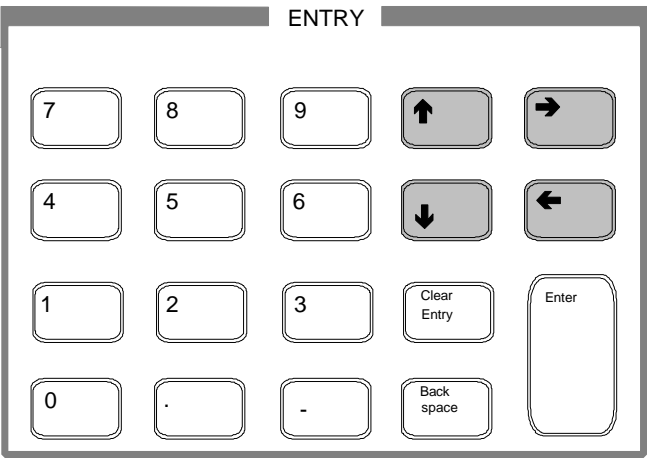 ENTRY
7 8 9 ↑ →
4 5 6 ↓ ←
1 2 3 Clear
Entry Enter
0 . - Back
space